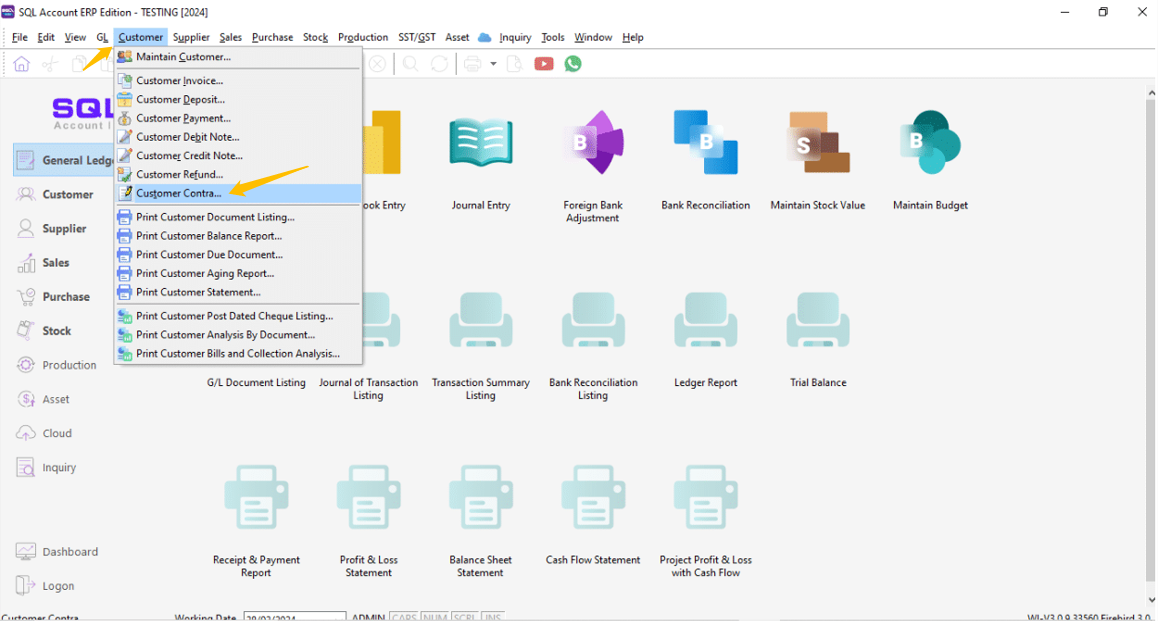 SQL Account ERP Edition - TESTING [2024]
File Edit View GL Customer Supplier Sales Purchase Stock Production SST/GST Asset Inquiry Tools Window Help
Maintain Customer...
Customer Invoice...
Customer Deposit...
Customer Payment...
Customer Debit Note...
Customer Credit Note...
Customer Refund...
Customer Contra...
Print Customer Document Listing...
Print Customer Balance Report...
Print Customer Due Document...
Print Customer Aging Report...
Print Customer Statement...
Print Customer Post Dated Cheque Listing...
Print Customer Analysis By Document...
Print Customer Bills and Collection Analysis...
SQL
Account
General Ledge
Customer
Supplier
Sales
Purchase
Stock
Production
Asset
Cloud
Inquiry
Dashboard
Logon
ook Entry
Journal Entry
Foreign Bank
Adjustment
Bank Reconciliation
Maintain Stock Value
Maintain Budget
G/L Document Listing
Journal of Transaction
Listing
Transaction Summary
Listing
Bank Reconciliation
Listing
Ledger Report
Trial Balance
Receipt & Payment
Report
Profit & Loss
Statement
Balance Sheet
Statement
Cash Flow Statement
Project Profit & Loss
with Cash Flow
Customer Contra
Working Date 28/02/2024 ADMIN CAPS NUM SCRL INS
WI-V3.0.9.33560 Firebird 3.0